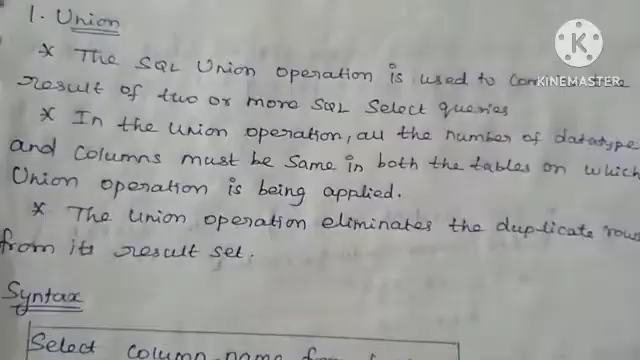 1. Union
* The SQL Union operation is used to
result of two or more SQL Select queries
* In the union operation, all the number of datatype
and columns must be same in both the tables on which
Union operation is being applied.
* The union operation eliminates the duplicate rows
from its result set.
Syntax
Select column_name
KINEMASTER